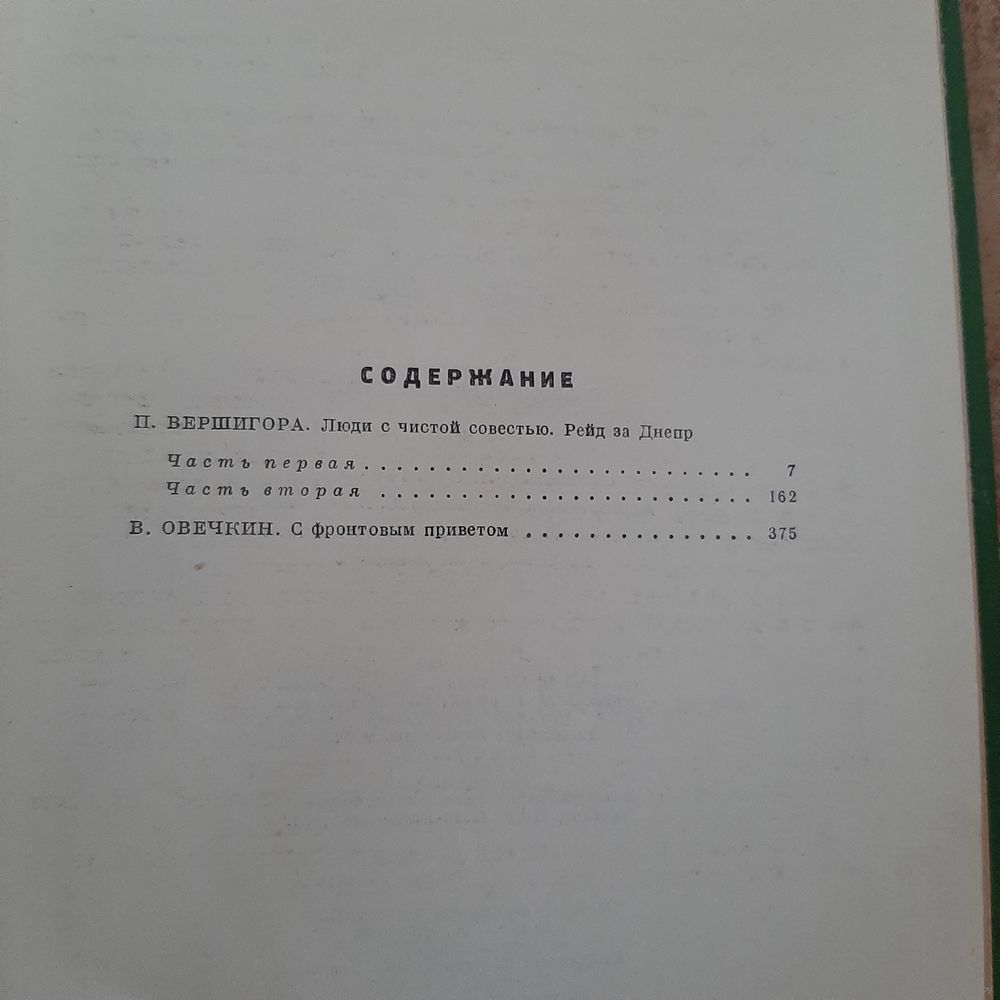 СОДЕРЖАНИЕ
П. ВЕРШИГОРА. Люди с чистой совестью. Рейд за Днепр
Часть первая . . . . . . . . . . . . . . . . . . . . . . . . . . 7
Часть вторая . . . . . . . . . . . . . . . . . . . . . . . . . 162
В. ОВЕЧКИН. С фронтовым приветом . . . . . . . . . . . . . . . 375